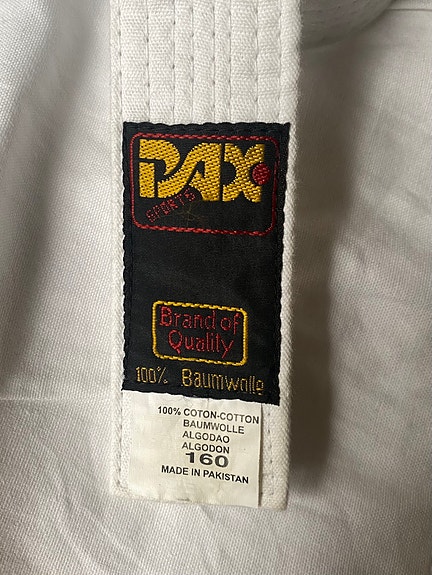 PAX
SPORTS
Brand of
Quality
100% Baumwolle
100% COTON-COTTON
BAUMWOLLE
ALGODAO
ALGODON
160
MADE IN PAKISTAN